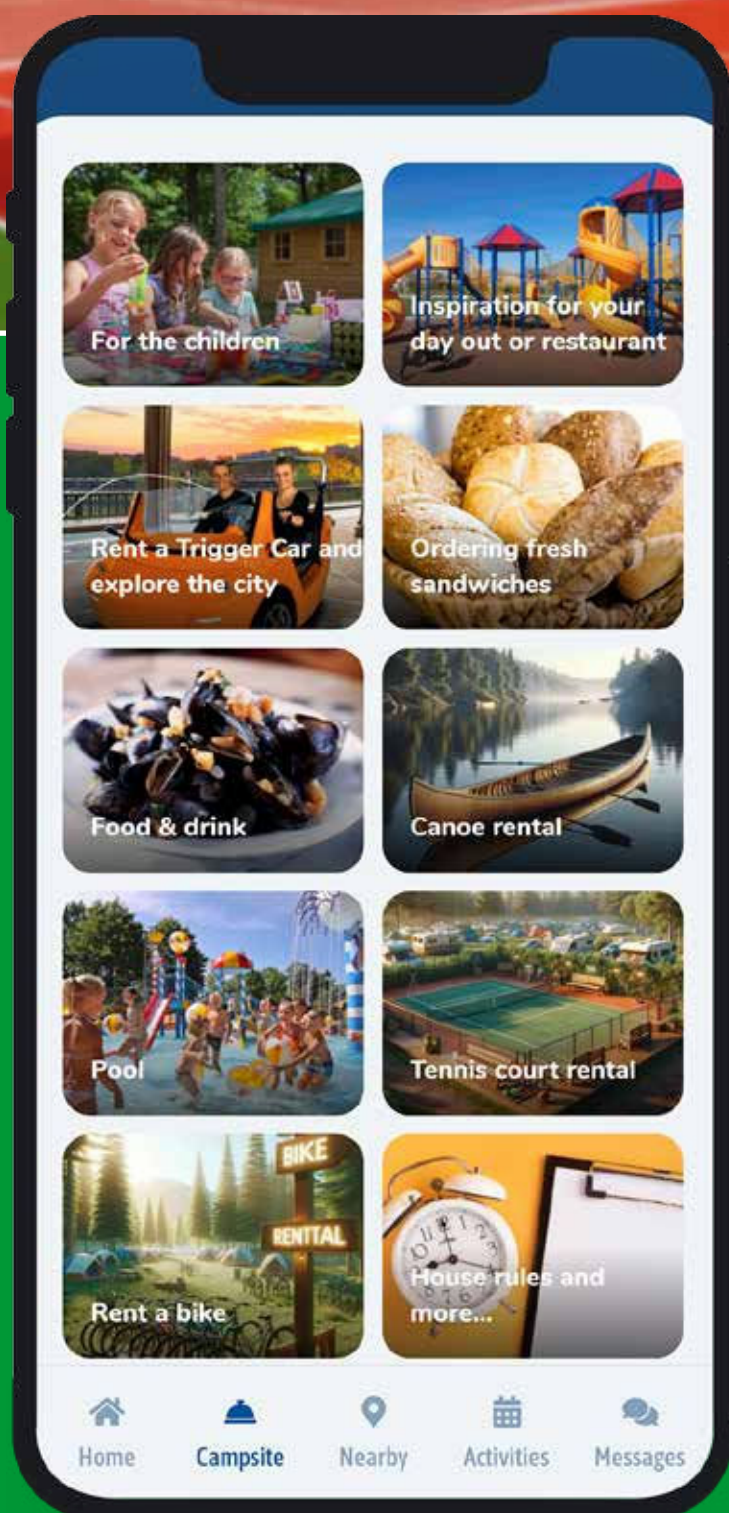 For the children
Inspiration for your
day out or restaurant
Rent a Trigger Car and
explore the city
Ordering fresh
sandwiches
Food & drink
Canoe rental
Pool
Tennis court rental
BIKE
RENTTAL
Rent a bike
House rules and
more...
Home
Campsite
Nearby
Activities
Messages